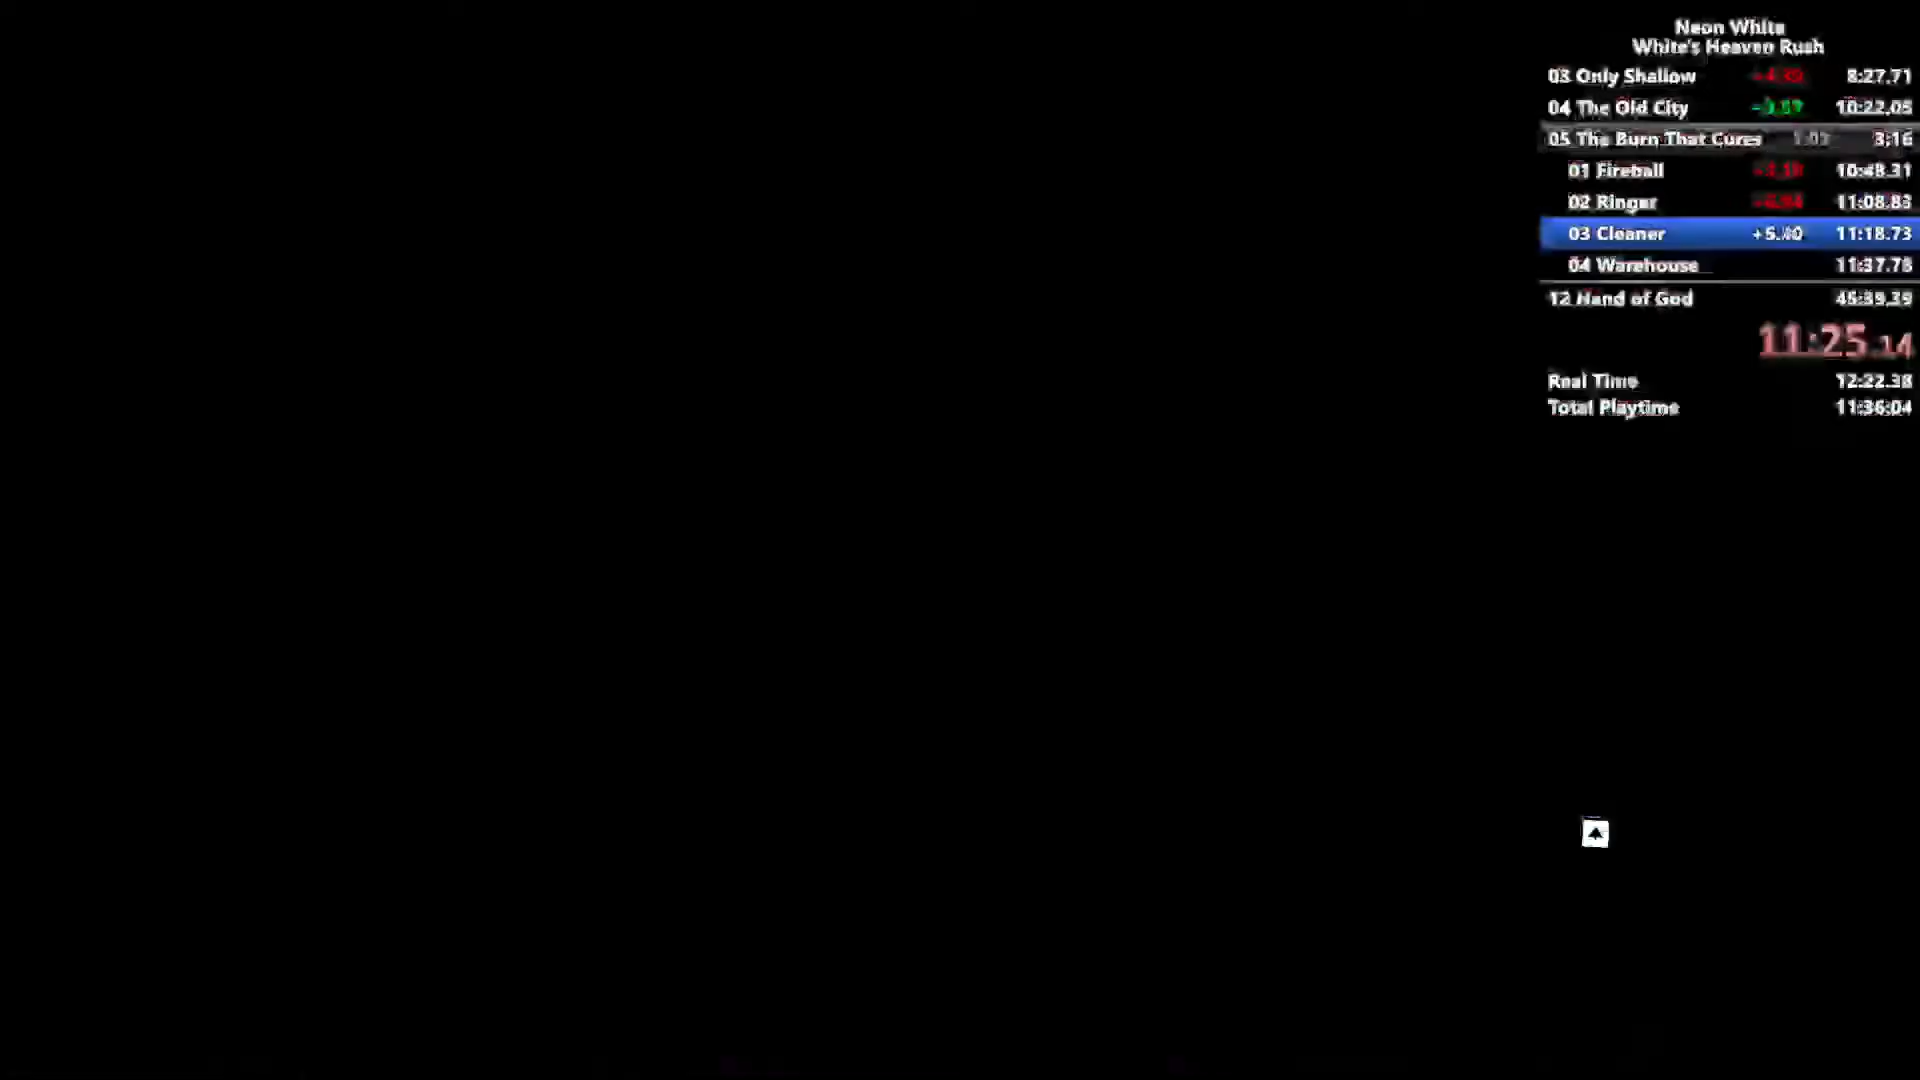 Neon White
White's Heaven Rush
03 Only Shallow 8:27.71
04 The Old City 10:22.05
05 The Burn That Cures 3:16
01 Fireball 10:48.31
02 Ringer 11:08.83
03 Cleaner +5.40 11:18.73
04 Warehouse 11:37.78
12 Hand of God 45:39.39
11:25.14
Real Time 12:22.38
Total Playtime 11:36:04